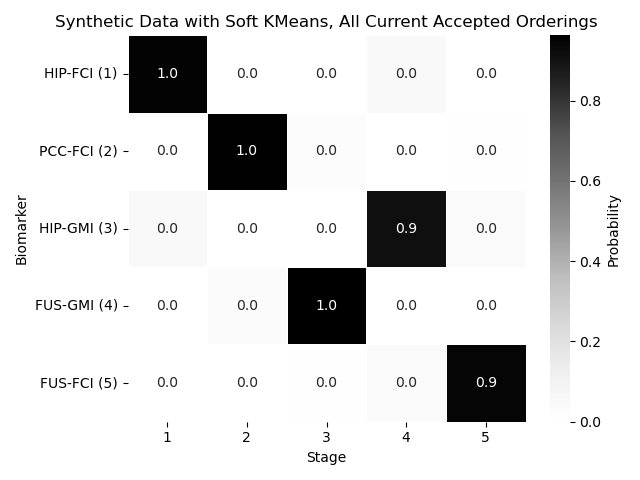 Synthetic Data with Soft KMeans, All Current Accepted Orderings
HIP-FCI (1) 1.0 0.0 0.0 0.0 0.0
PCC-FCI (2) 0.0 1.0 0.0 0.0 0.0
HIP-GMI (3) 0.0 0.0 0.0 0.9 0.0
FUS-GMI (4) 0.0 0.0 1.0 0.0 0.0
FUS-FCI (5) 0.0 0.0 0.0 0.0 0.9
1 2 3 4 5
Stage
Biomarker
0.8
0.6
0.4
0.2
0.0
Probability